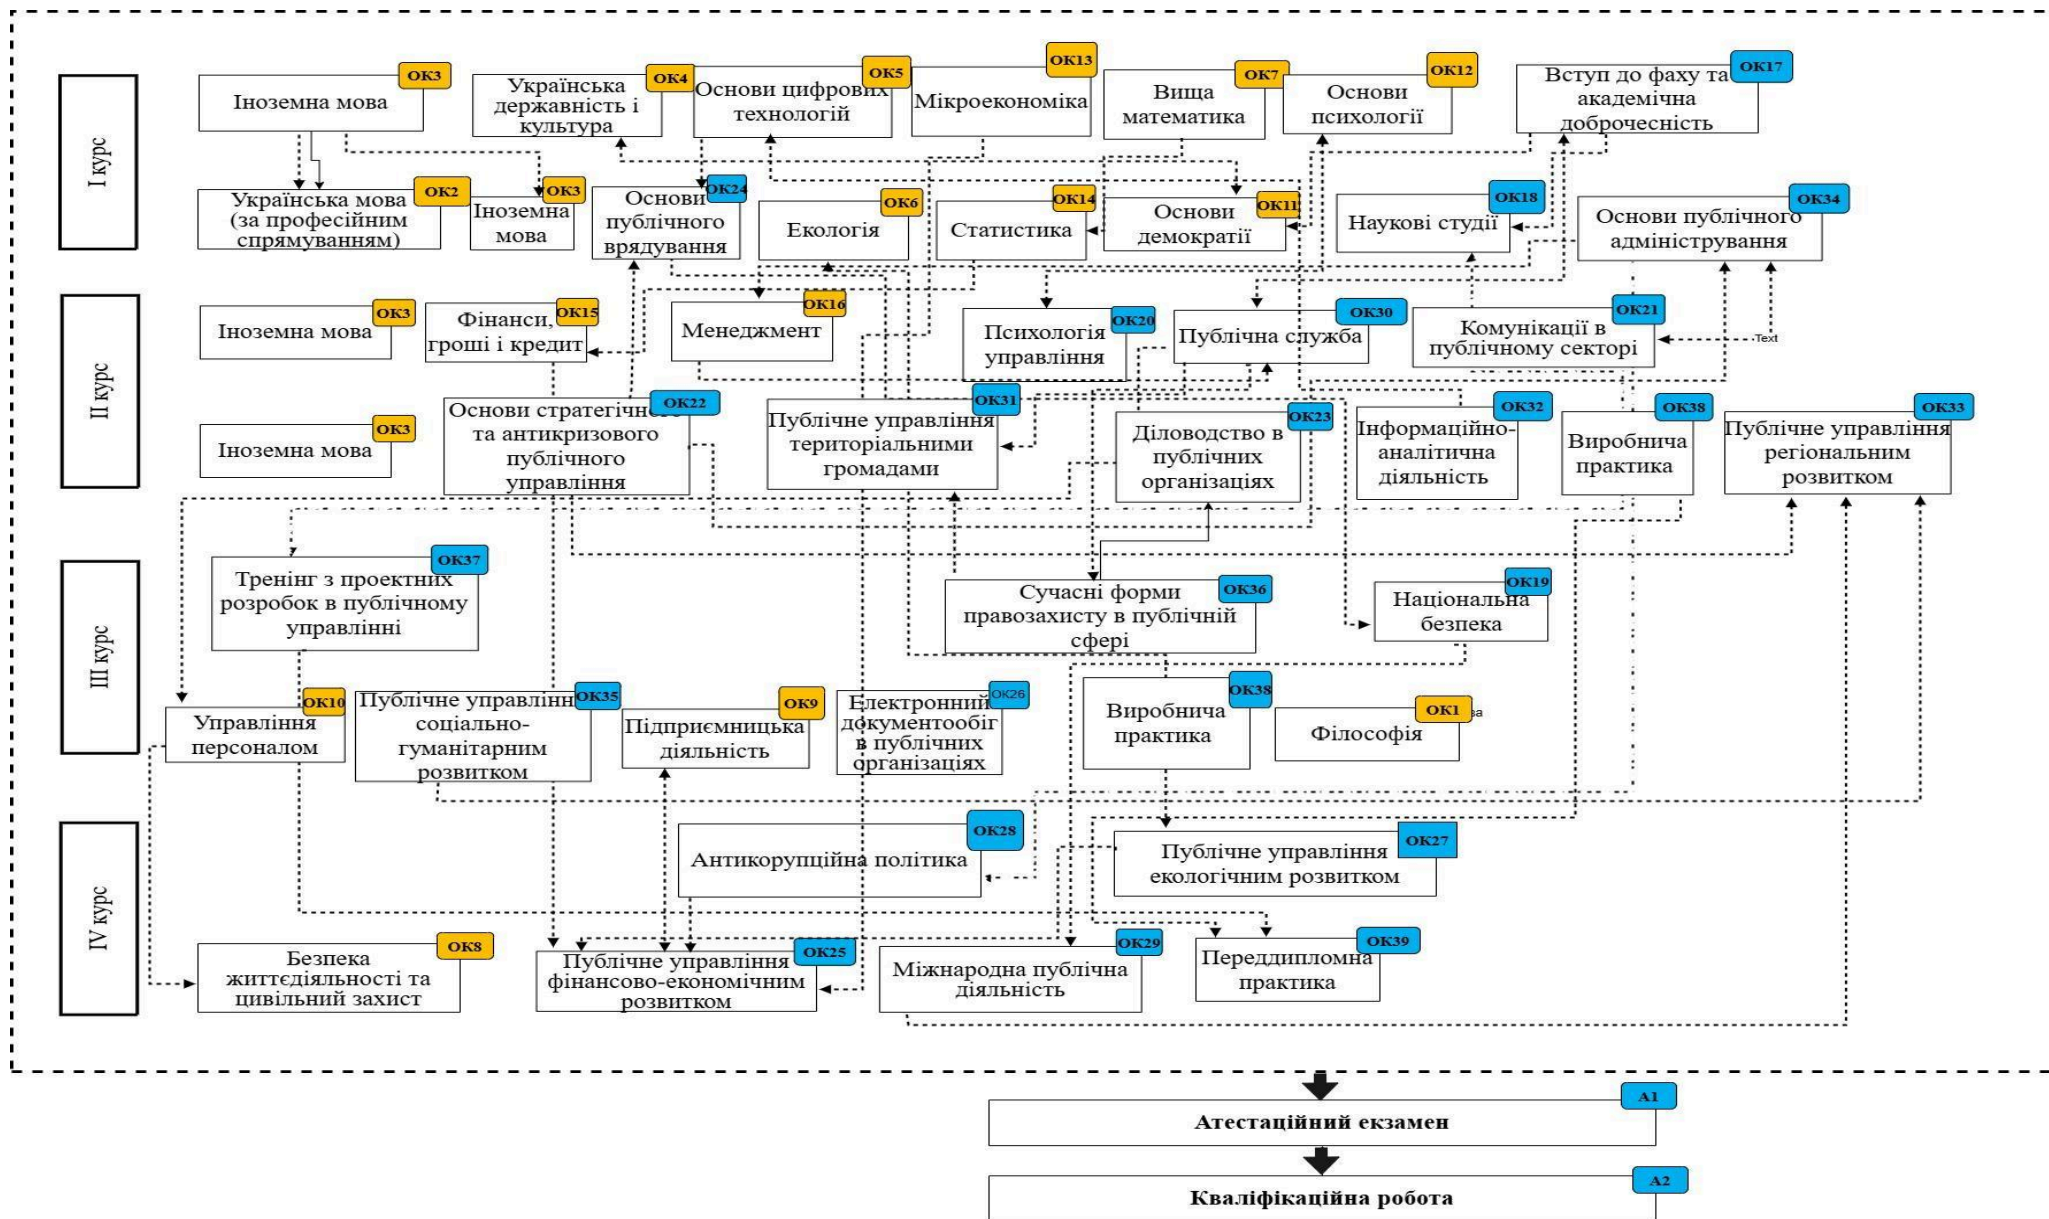 І курс
ОК3
Іноземна мова
ОК4
Українська
державність і
культура
ОК5
Основи цифрових
технологій
ОК13
Мікроекономіка
ОК7
Вища
математика
ОК12
Основи
психології
ОК17
Вступ до фаху та
академічна
доброчесність
ОК2
Українська мова
(за професійним
спрямуванням)
ОК3
Іноземна
мова
ОК24
Основи
публічного
врядування
ОК6
Екологія
ОК14
Статистика
ОК11
Основи
демократії
ОК18
Наукові студії
ОК34
Основи публічного
адміністрування
ІІ курс
ОК3
Іноземна мова
ОК15
Фінанси,
гроші і кредит
ОК16
Менеджмент
ОК20
Психологія
управління
ОК30
Публічна служба
ОК21
Комунікації в
публічному секторі
Text
ОК3
Іноземна мова
ОК22
Основи стратегічного
та антикризового
публічного
управління
ОК31
Публічне управління
територіальними
громадами
ОК23
Діловодство в
публічних
організаціях
ОК32
Інформаційно-
аналітична
діяльність
ОК38
Виробнича
практика
ОК33
Публічне управління
регіональним
розвитком
ІІІ курс
ОК37
Тренінг з проектних
розробок в публічному
управлінні
ОК36
Сучасні форми
правозахисту в публічній
сфері
ОК19
Національна
безпека
ОК10
Управління
персоналом
ОК35
Публічне управління
соціально-
гуманітарним
розвитком
ОК9
Підприємницька
діяльність
ОК26
Електронний
документообіг
в публічних
організаціях
ОК38
Виробнича
практика
ОК1
ва
Філософія
IV курс
ОК28
Антикорупційна політика
ОК27
Публічне управління
екологічним розвитком
ОК8
Безпека
життєдіяльності та
цивільний захист
ОК25
Публічне управління
фінансово-економічним
розвитком
ОК29
Міжнародна публічна
діяльність
ОК39
Переддипломна
практика
А1
Атестаційний екзамен
А2
Кваліфікаційна робота